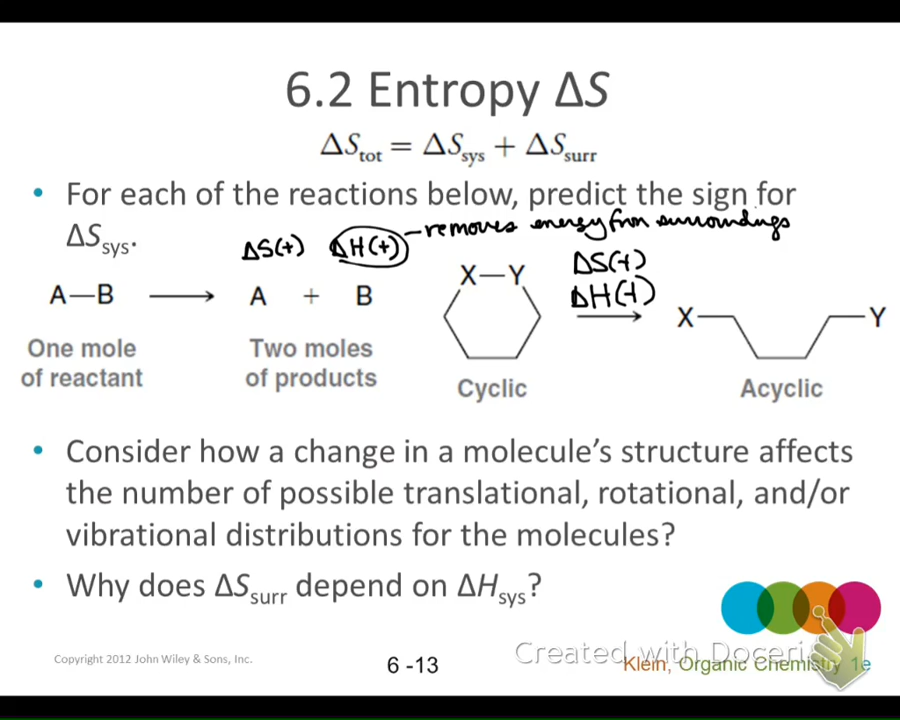 6.2 Entropy ΔS
ΔS_tot = ΔS_sys + ΔS_surr
• For each of the reactions below, predict the sign for
ΔS_sys.
ΔS(+) ΔH(+) - removes energy from surroundings
A—B → A + B
One mole
of reactant
Two moles
of products
X—Y
Cyclic
ΔS(+)
ΔH(+)
→
X Y
Acyclic
• Consider how a change in a molecule's structure affects
the number of possible translational, rotational, and/or
vibrational distributions for the molecules?
• Why does ΔS_surr depend on ΔH_sys?
Copyright 2012 John Wiley & Sons, Inc.
6 -13
Created with Doceri
Klein, Organic Chemistry 1e